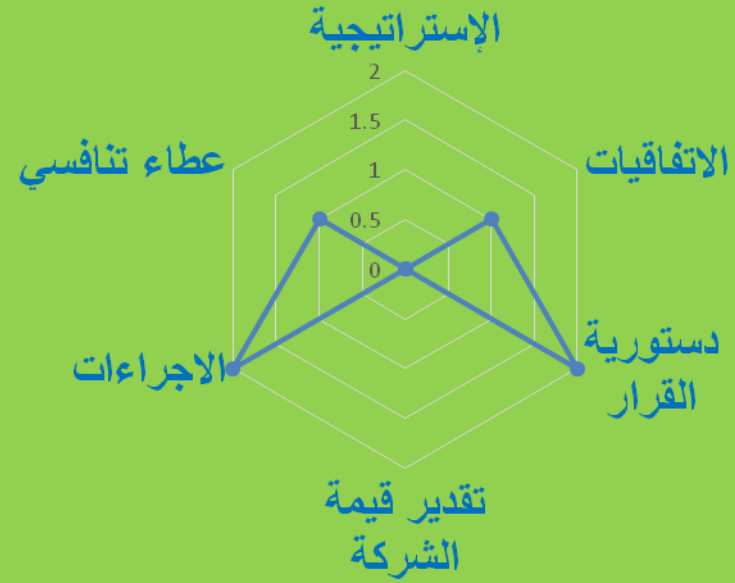 الإستراتيجية
2
1.5
1
0.5
0
الاتفاقيات
دستورية
القرار
تقدير قيمة
الشركة
الاجراءات
عطاء تنافسي